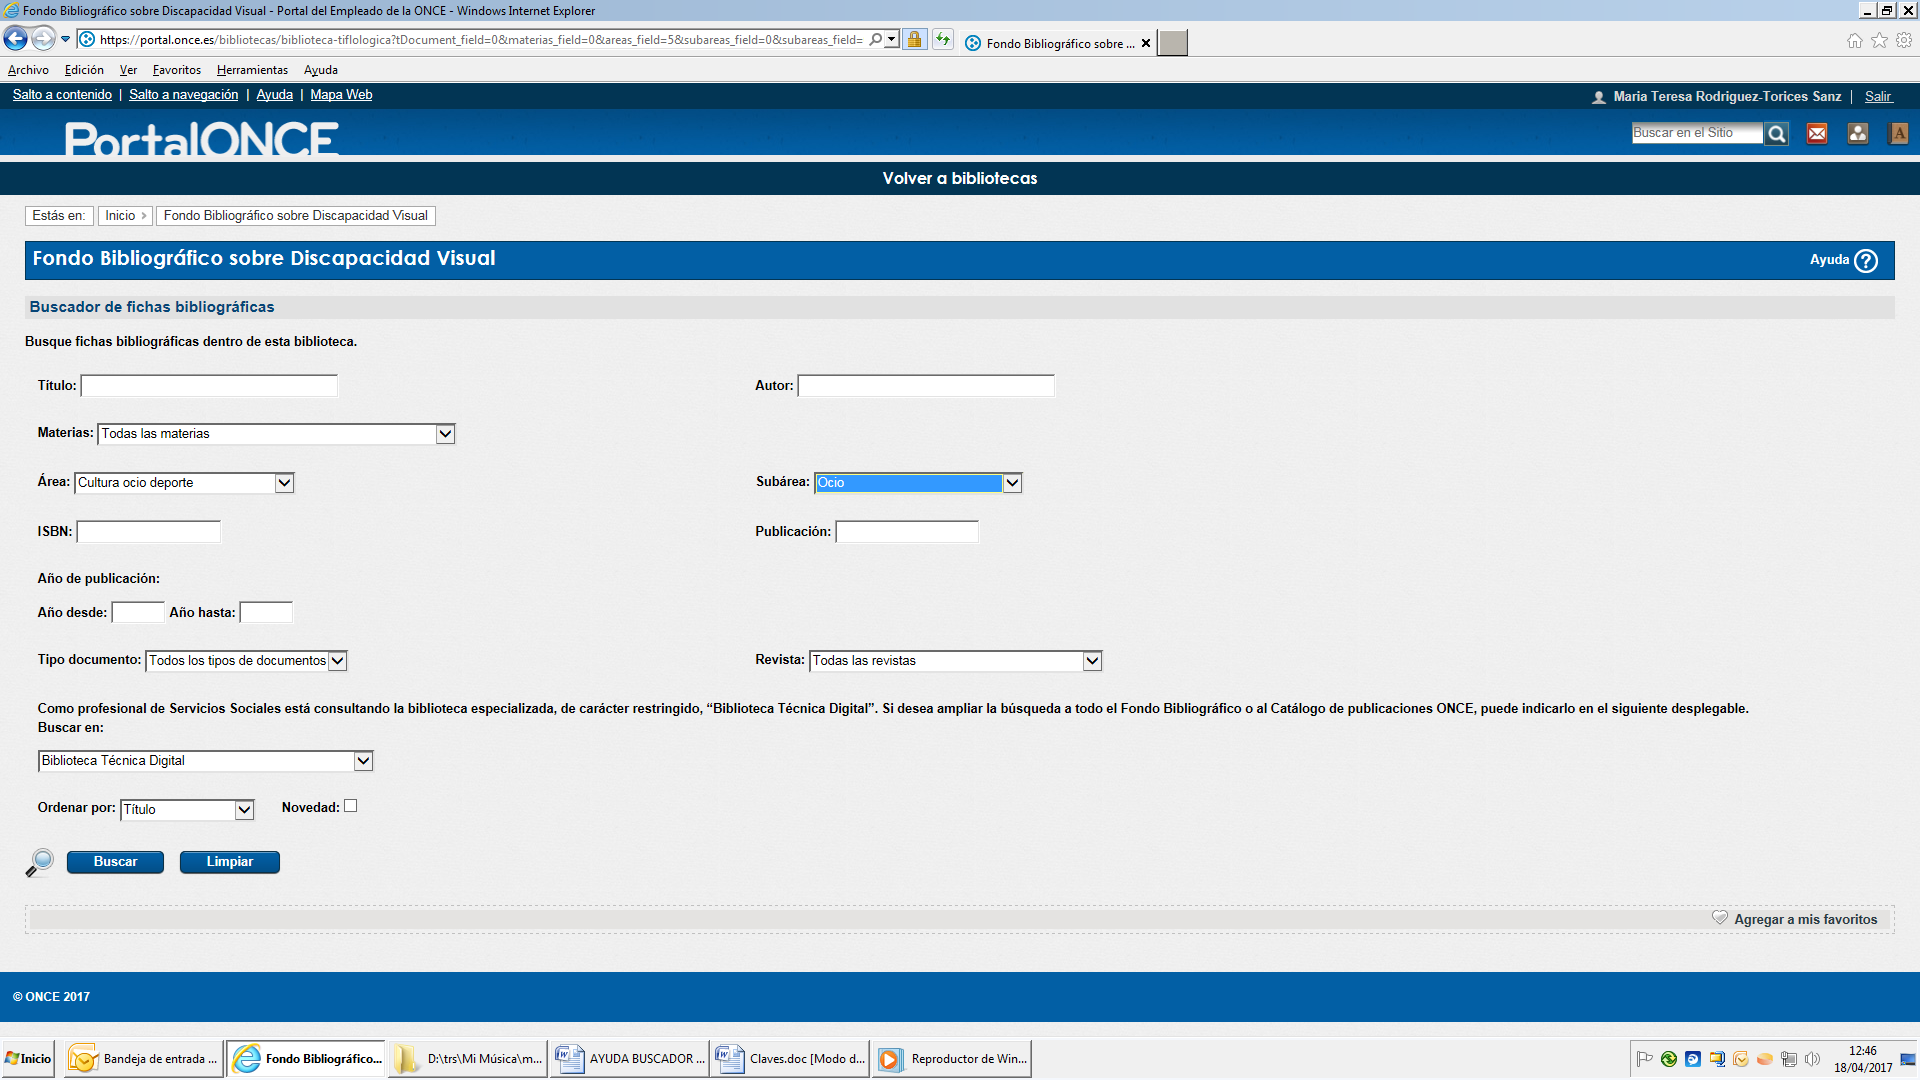 Fondo Bibliográfico sobre Discapacidad Visual - Portal del Empleado de la ONCE - Windows Internet Explorer
https://portal.once.es/bibliotecas/biblioteca-tiflologica?tDocument_field=0&materias_field=0&areas_field=5&subareas_field=0&subareas_field=
Fondo Bibliográfico sobre ...
Archivo Edición Ver Favoritos Herramientas Ayuda
Salto a contenido | Salto a navegación | Ayuda | Mapa Web
Maria Teresa Rodriguez-Torices Sanz | Salir
PortalONCE
Buscar en el Sitio
Volver a bibliotecas
Estás en: Inicio Fondo Bibliográfico sobre Discapacidad Visual
Fondo Bibliográfico sobre Discapacidad Visual
Ayuda ?
Buscador de fichas bibliográficas
Busque fichas bibliográficas dentro de esta biblioteca.
Título:
Autor:
Materias: Todas las materias
Área: Cultura ocio deporte
Subárea: Ocio
ISBN:
Publicación:
Año de publicación:
Año desde: Año hasta:
Tipo documento: Todos los tipos de documentos
Revista: Todas las revistas
Como profesional de Servicios Sociales está consultando la biblioteca especializada, de carácter restringido, “Biblioteca Técnica Digital”. Si desea ampliar la búsqueda a todo el Fondo Bibliográfico o al Catálogo de publicaciones ONCE, puede indicarlo en el siguiente desplegable.
Buscar en:
Biblioteca Técnica Digital
Ordenar por: Título
Novedad:
Buscar Limpiar
Agregar a mis favoritos
© ONCE 2017
Inicio
Bandeja de entrada ...
Fondo Bibliográfico...
D:\trs\Mi Música\m...
AYUDA BUSCADOR ...
Claves.doc [Modo d...
Reproductor de Win...
12:46
18/04/2017